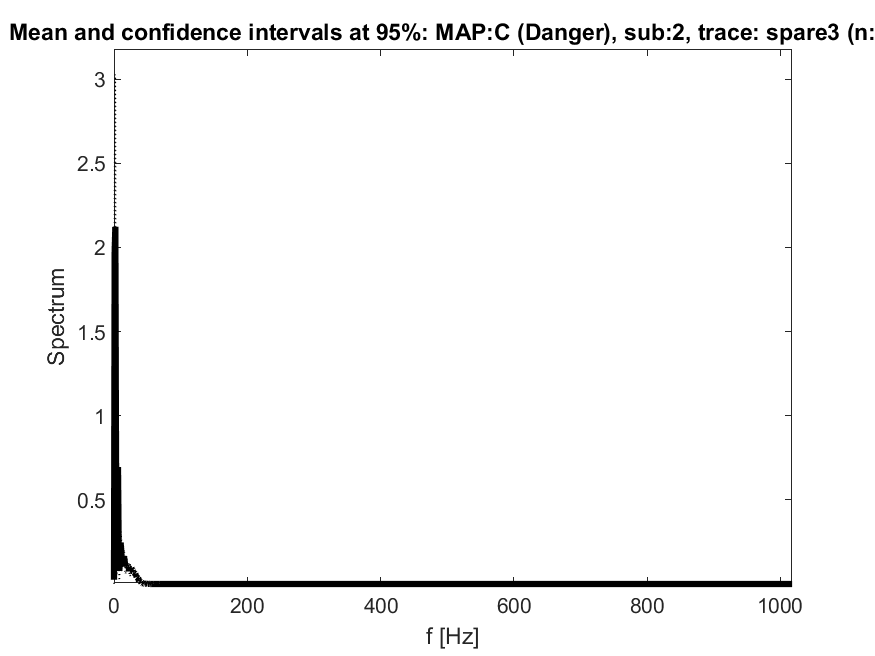 Mean and confidence intervals at 95%: MAP:C (Danger), sub:2, trace: spare3 (n:
3
2.5
2
1.5
1
0.5
Spectrum
0 200 400 600 800 1000
f [Hz]